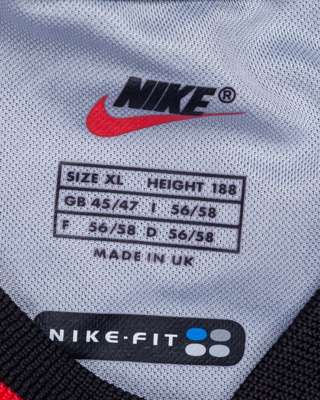 NIKE®
SIZE XL HEIGHT 188
GB 45/47 I 56/58
F 56/58 D 56/58
MADE IN UK
NIKE·FIT